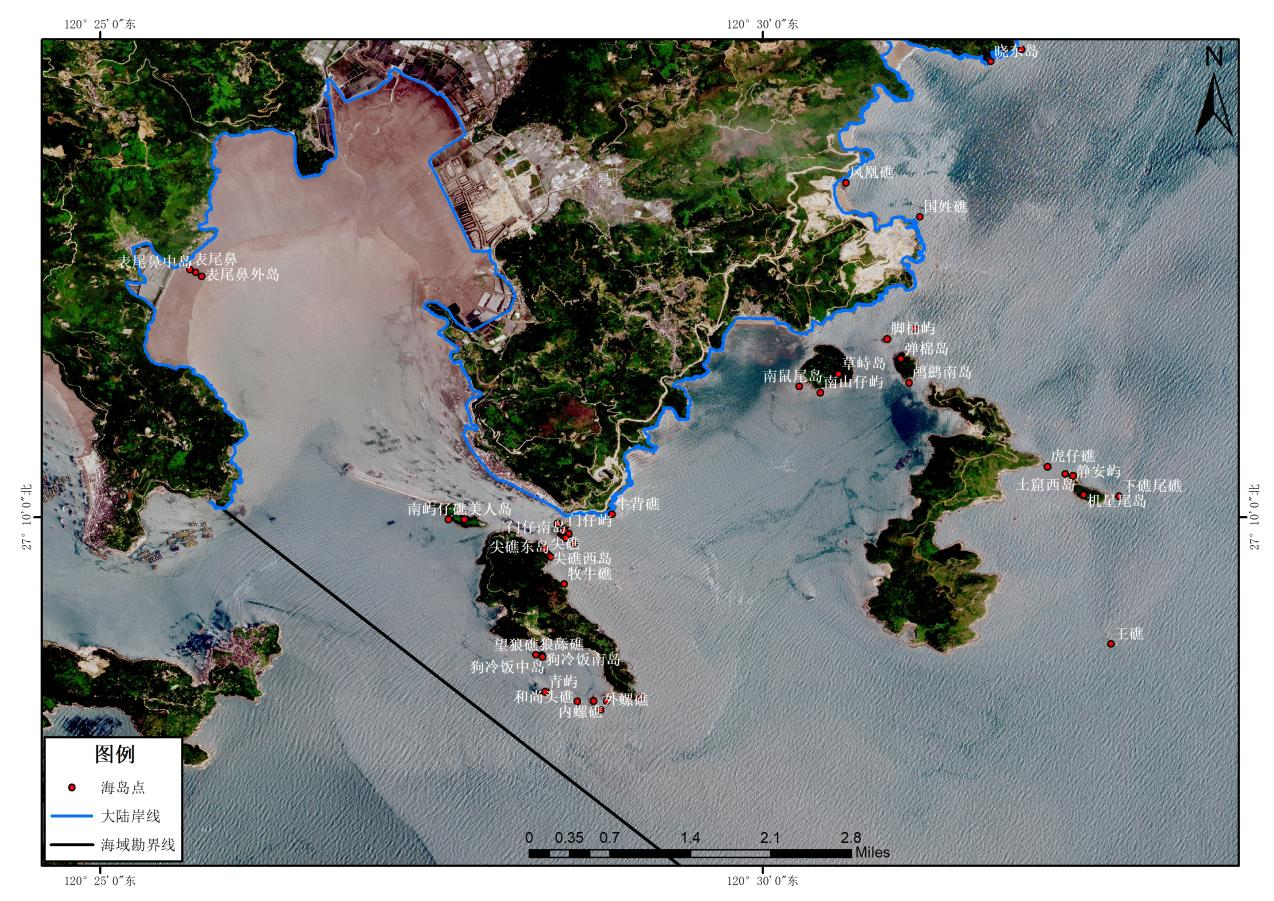 120° 25′0″东
120° 30′0″东
N
晓东岛
凤凰礁
国姓礁
表尾鼻中岛
表尾鼻
表尾鼻外岛
脚桶屿
弹棉岛
草峙岛
南鼠尾岛
南山仔屿
鸬鹚南岛
虎仔礁
静安屿
土窟西岛
下礁尾礁
机星尾岛
27° 10′0″北
27° 10′0″北
牛背礁
南屿仔礁
美人岛
门仔屿
门仔南岛
尖礁
尖礁东岛
尖礁西岛
牧牛礁
王礁
望狼礁
狼舔礁
狗冷饭南岛
狗冷饭中岛
青屿
和尚头礁
外螺礁
内螺礁
图例
海岛点
大陆岸线
海域勘界线
0 0.35 0.7 1.4 2.1 2.8
Miles
120° 25′0″东
120° 30′0″东